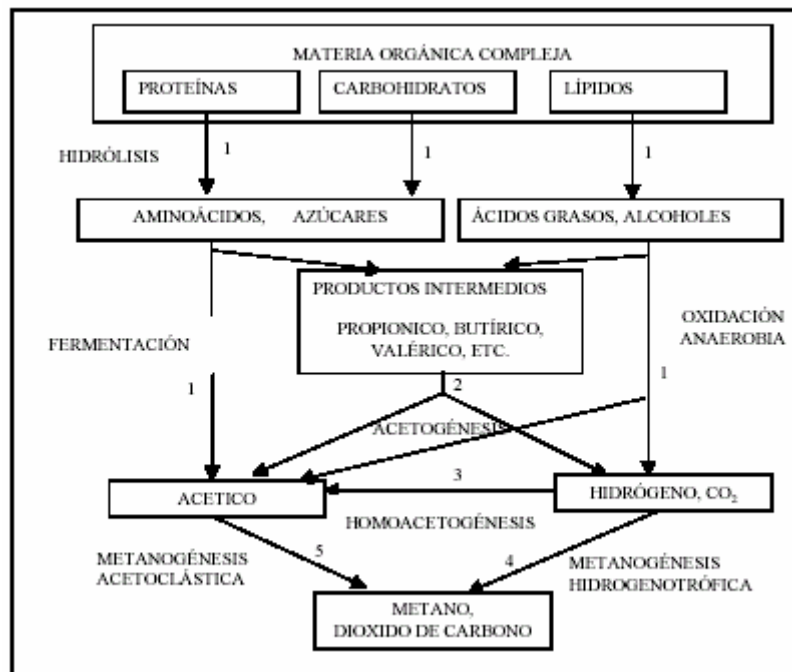 MATERIA ORGÁNICA COMPLEJA
PROTEÍNAS
CARBOHIDRATOS
LÍPIDOS
1
1
1
HIDRÓLISIS
AMINOÁCIDOS, AZÚCARES
ÁCIDOS GRASOS, ALCOHOLES
PRODUCTOS INTERMEDIOS
PROPIONICO, BUTÍRICO,
VALÉRICO, ETC.
OXIDACIÓN
ANAEROBIA
FERMENTACIÓN
1
2
1
ACETOGÉNESIS
ACETICO
3
HIDRÓGENO, CO₂
HOMOACETOGÉNESIS
METANOGÉNESIS
ACETOCLÁSTICA
5
4
METANOGÉNESIS
HIDROGENOTRÓFICA
METANO,
DIOXIDO DE CARBONO